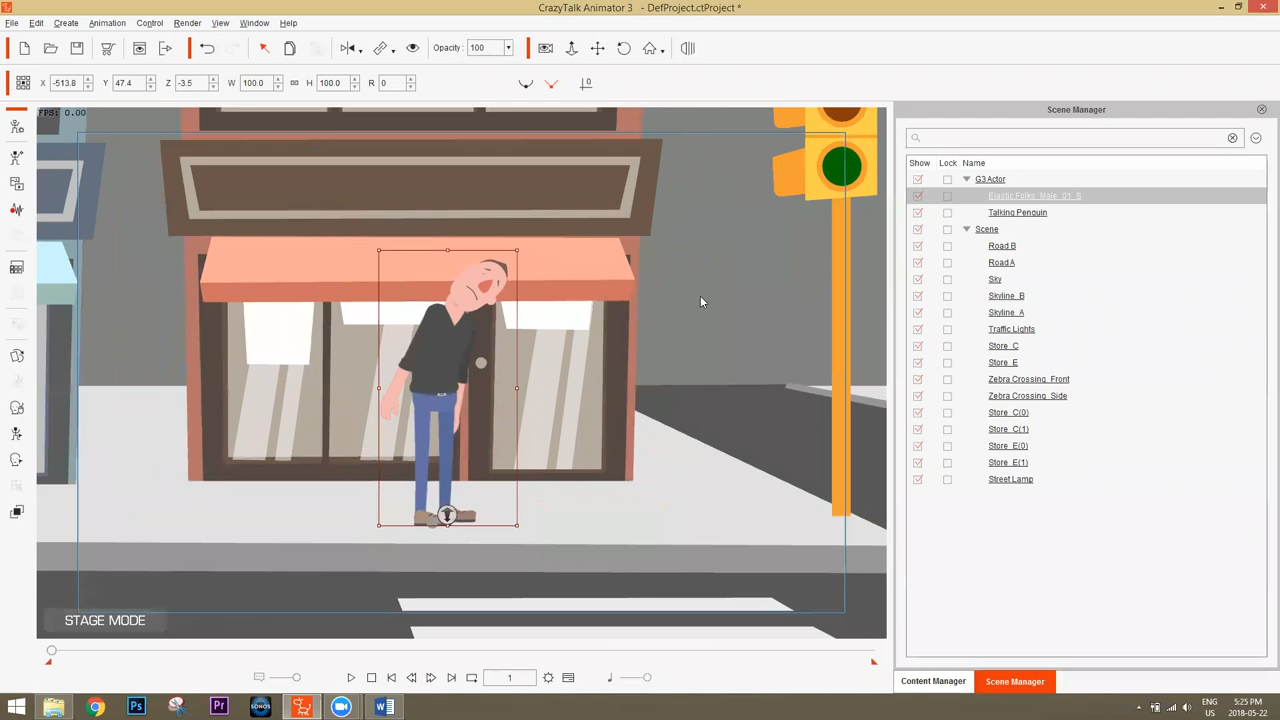 CrazyTalk Animator 3 - DefProject.ctProject *
File Edit Create Animation Control Render View Window Help
Opacity : 100
X -513.8 Y 47.4 Z -3.5 W 100.0 H 100.0 R 0
FPS: 0.00
Scene Manager
Show Lock Name
G3 Actor
Elastic Folks_Male_01_S
Talking Penguin
Scene
Road B
Road A
Sky
Skyline_B
Skyline_A
Traffic Lights
Store_C
Store_E
Zebra Crossing_Front
Zebra Crossing_Side
Store_C(0)
Store_C(1)
Store_E(0)
Store_E(1)
Street Lamp
STAGE MODE
1
Content Manager Scene Manager
Ps Pr SONOS W
ENG 5:25 PM
US 2018-05-22